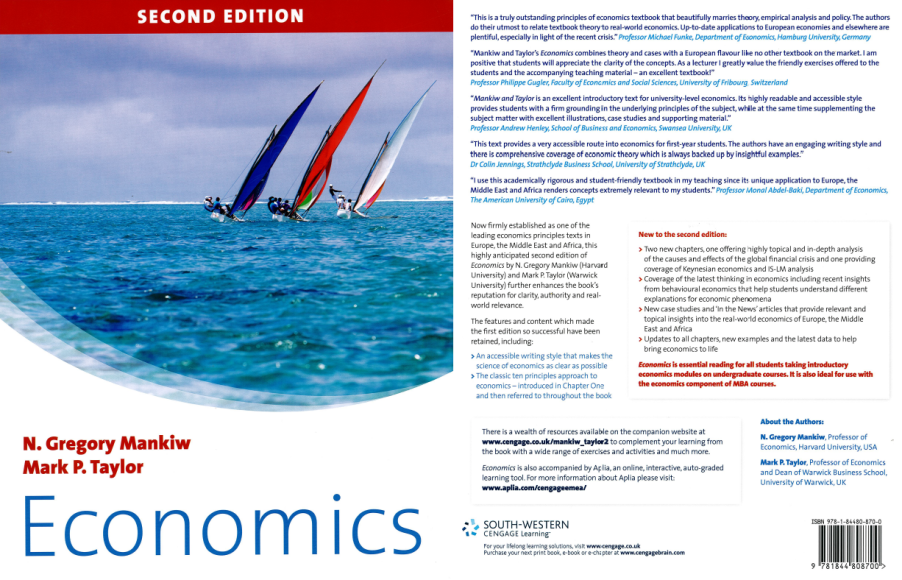 SECOND EDITION
N. Gregory Mankiw
Mark P. Taylor
Economics
"This is a truly outstanding principles of economics textbook that beautifully marries theory, empirical analysis and policy. The authors
do their utmost to relate textbook theory to real-world economics. Up-to-date applications to European economies and elsewhere are
plentiful, especially in light of the recent crisis." Professor Michael Funke, Department of Economics, Hamburg University, Germany
"Mankiw and Taylor's Economics combines theory and cases with a European flavour like no other textbook on the market. I am
positive that students will appreciate the clarity of the concepts. As a lecturer I greatly value the friendly exercises offered to the
students and the accompanying teaching material – an excellent textbook!"
Professor Philippe Gugler, Faculty of Economics and Social Sciences, University of Fribourg, Switzerland
"Mankiw and Taylor is an excellent introductory text for university-level economics. Its highly readable and accessible style
provides students with a firm grounding in the underlying principles of the subject, while at the same time supplementing the
subject matter with excellent illustrations, case studies and supporting material."
Professor Andrew Henley, School of Business and Economics, Swansea University, UK
"This text provides a very accessible route into economics for first-year students. The authors have an engaging writing style and
there is comprehensive coverage of economic theory which is always backed up by insightful examples."
Dr Colin Jennings, Strathclyde Business School, University of Strathclyde, UK
"I use this academically rigorous and student-friendly textbook in my teaching since its unique application to Europe, the
Middle East and Africa renders concepts extremely relevant to my students." Professor Monal Abdel-Baki, Department of Economics,
The American University of Cairo, Egypt
Now firmly established as one of the
leading economics principles texts in
Europe, the Middle East and Africa, this
highly anticipated second edition of
Economics by N. Gregory Mankiw (Harvard
University) and Mark P. Taylor (Warwick
University) further enhances the book's
reputation for clarity, authority and real-
world relevance.
The features and content which made
the first edition so successful have been
retained, including:
› An accessible writing style that makes the
science of economics as clear as possible
› The classic ten principles approach to
economics – introduced in Chapter One
and then referred to throughout the book
New to the second edition:
› Two new chapters, one offering highly topical and in-depth analysis
of the causes and effects of the global financial crisis and one providing
coverage of Keynesian economics and IS-LM analysis
› Coverage of the latest thinking in economics including recent insights
from behavioural economics that help students understand different
explanations for economic phenomena
› New case studies and 'In the News' articles that provide relevant and
topical insights into the real-world economics of Europe, the Middle
East and Africa
› Updates to all chapters, new examples and the latest data to help
bring economics to life
Economics is essential reading for all students taking introductory
economics modules on undergraduate courses. It is also ideal for use with
the economics component of MBA courses.
There is a wealth of resources available on the companion website at
www.cengage.co.uk/mankiw_taylor2 to complement your learning from
the book with a wide range of exercises and activities and much more.
Economics is also accompanied by Aplia, an online, interactive, auto-graded
learning tool. For more information about Aplia please visit:
www.aplia.com/cengageemea/
About the Authors:
N. Gregory Mankiw, Professor of
Economics, Harvard University, USA
Mark P. Taylor, Professor of Economics
and Dean of Warwick Business School,
University of Warwick, UK
SOUTH-WESTERN
CENGAGE Learning™
For your lifelong learning solutions, visit www.cengage.co.uk
Purchase your next print book, e-book or e-chapter at www.cengagebrain.com
ISBN 978-1-84480-870-0
9 781844 808700 >